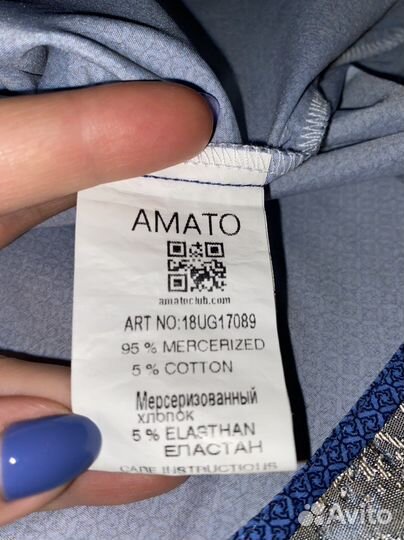 AMATO
amatoclub.com
ART NO:18UG17089
95 % MERCERIZED
5 % COTTON
Мерсеризованный
хлопок
5 % ELASTHAN
ЕЛАСТАН
CARE INSTRUCTIONS
Avito